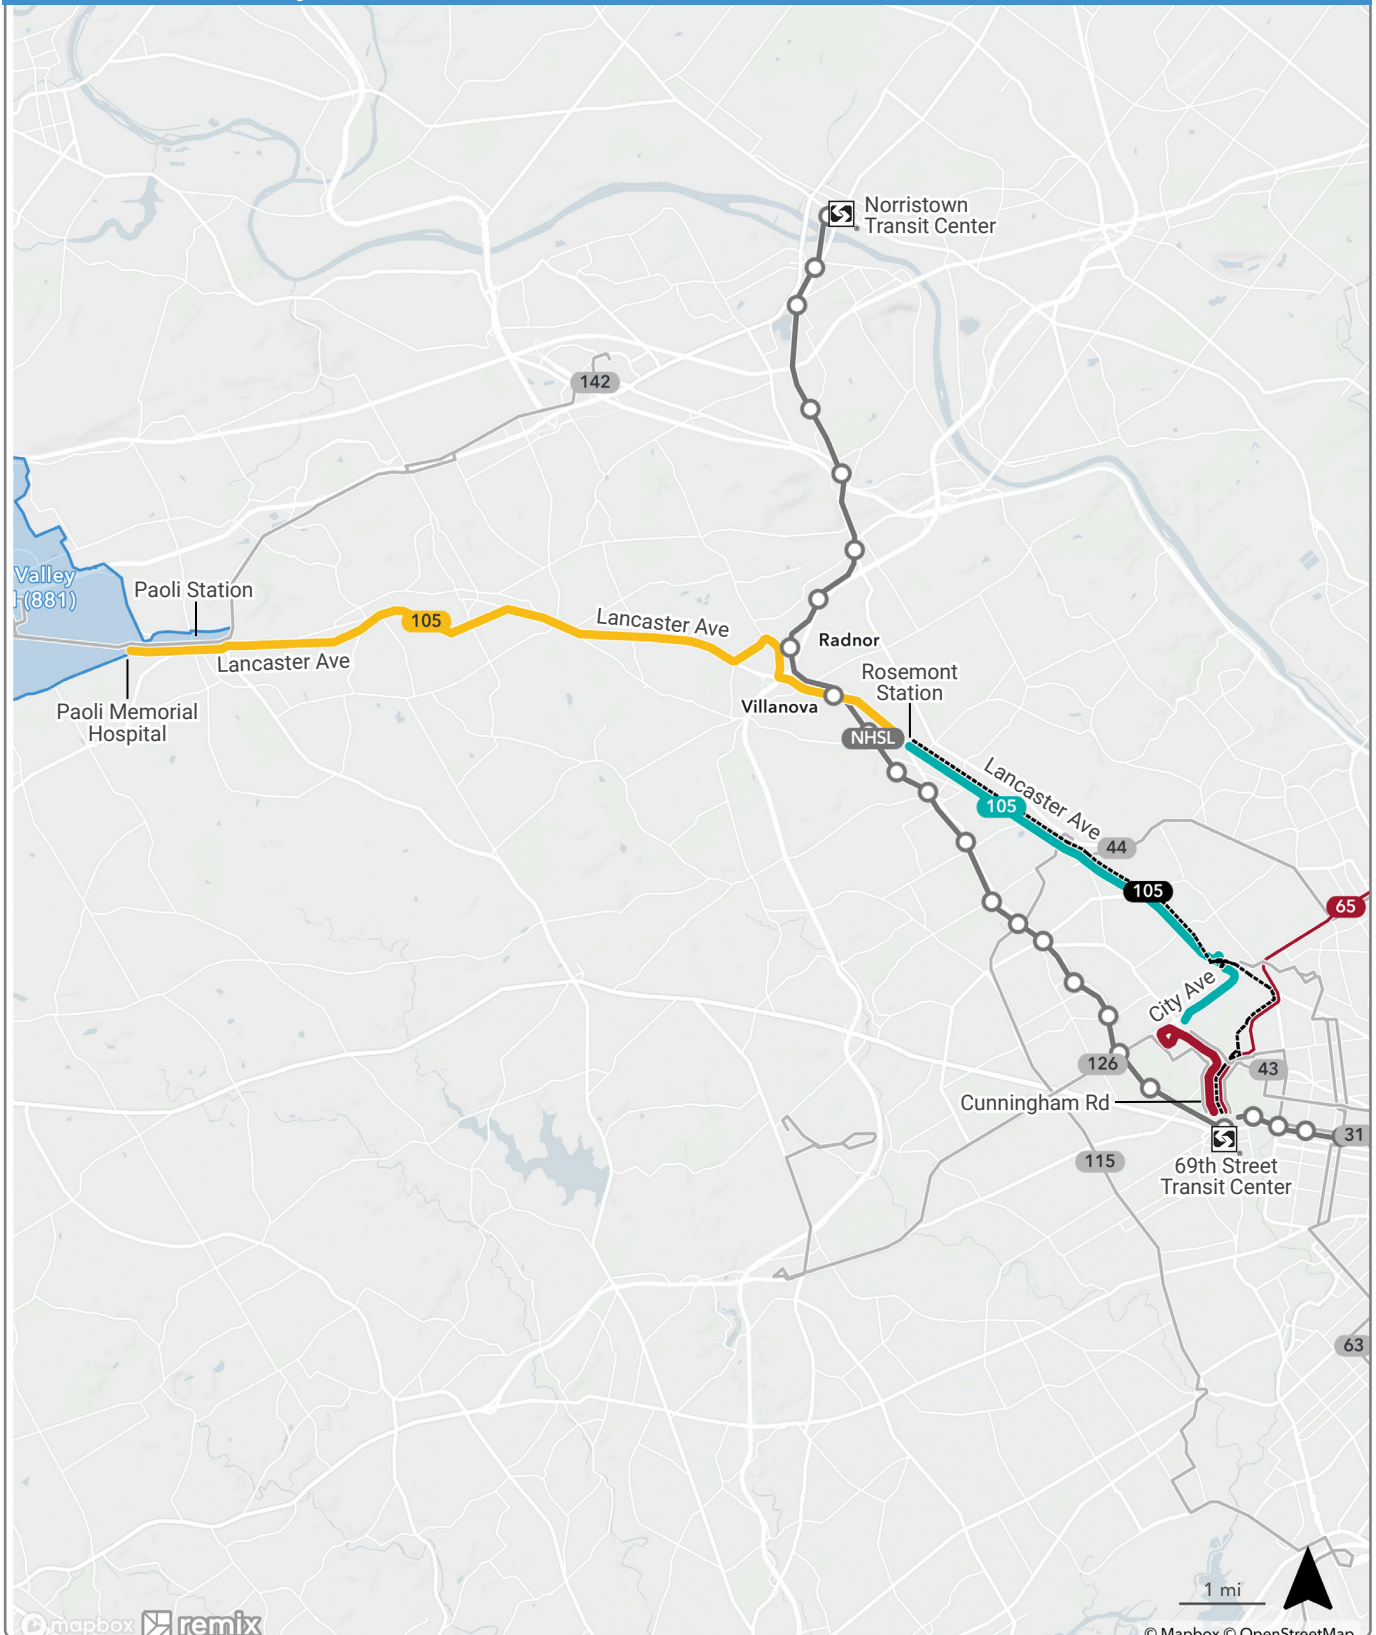 Norristown
Transit Center
142
Valley
(881)
Paoli Station
105
Lancaster Ave
Lancaster Ave
Radnor
Rosemont
Station
Paoli Memorial
Hospital
Villanova
NHSL
Lancaster Ave
105
44
105
65
City Ave
126
43
Cunningham Rd
31
115
69th Street
Transit Center
63
1 mi
mapbox remix
© Mapbox © OpenStreetMap